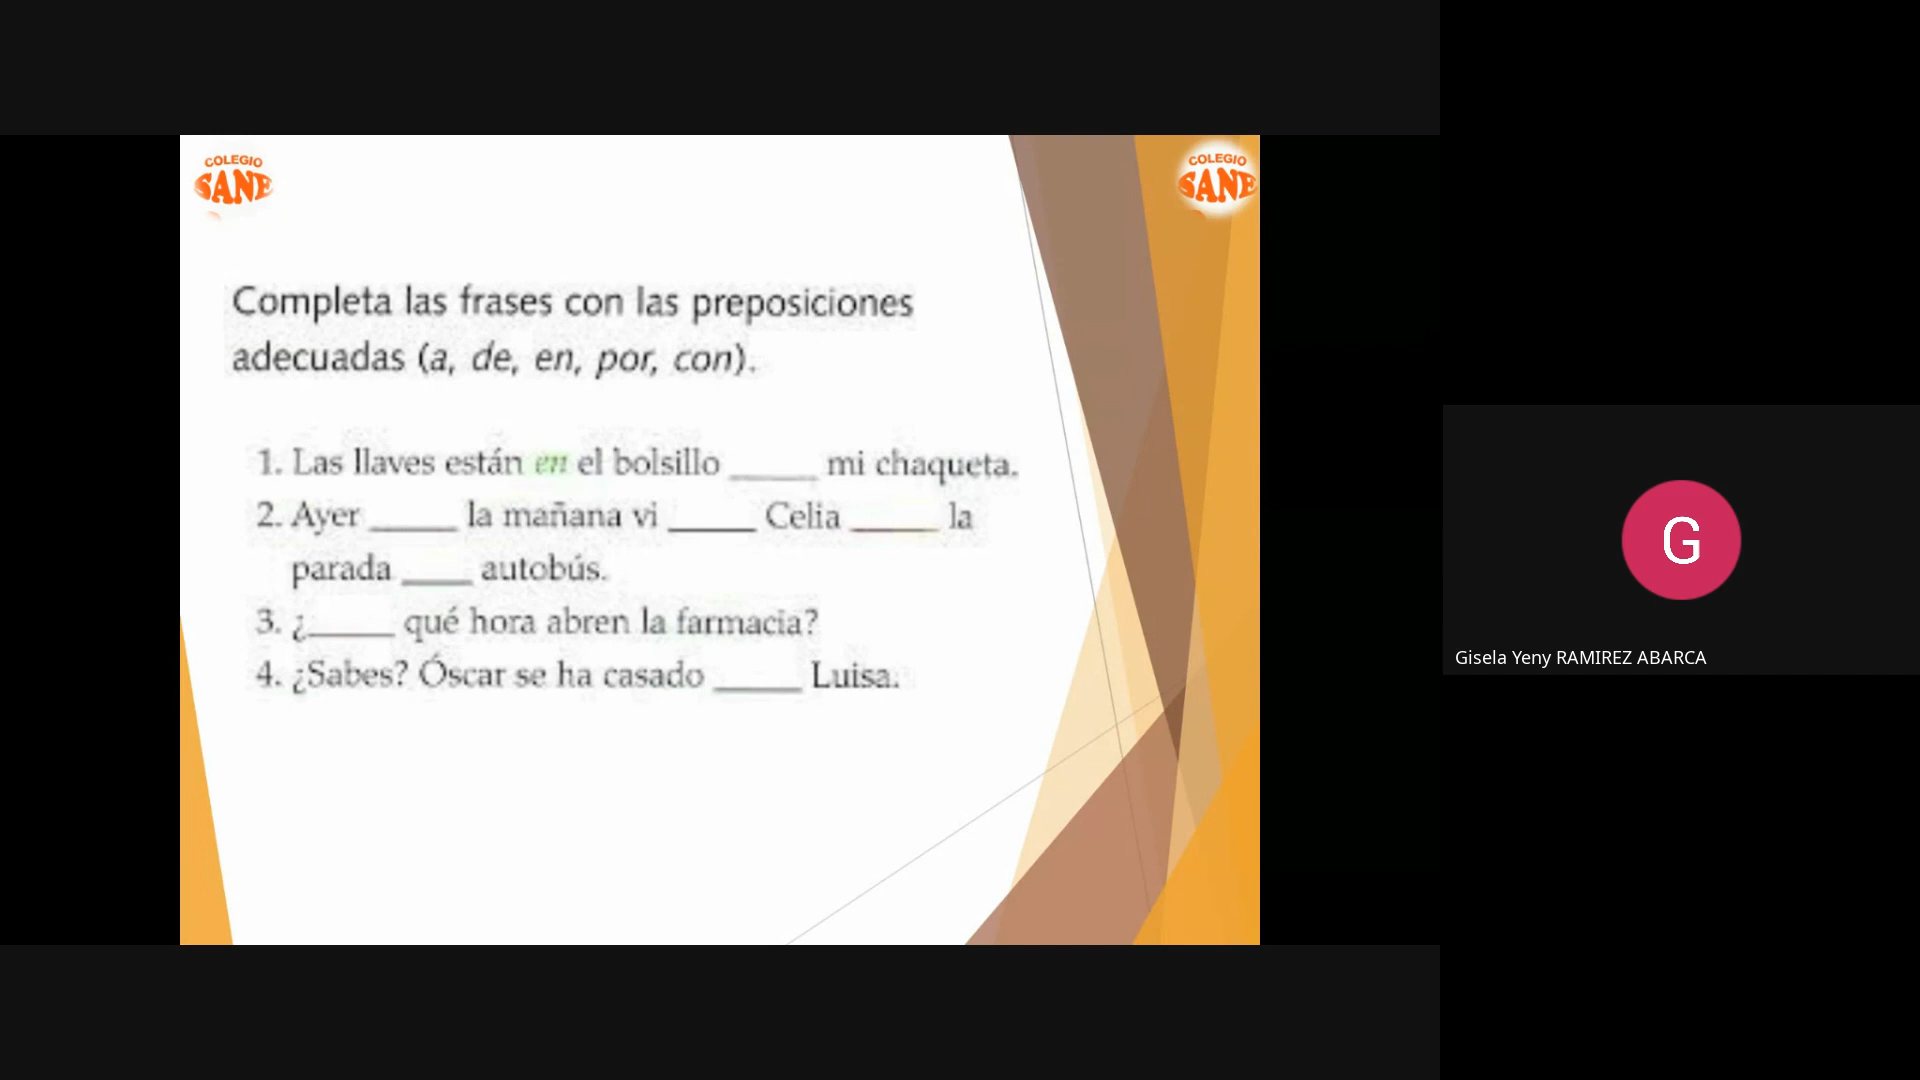 COLEGIO
SANE
COLEGIO
SANE
Completa las frases con las preposiciones
adecuadas (a, de, en, por, con).
1. Las llaves están en el bolsillo _____ mi chaqueta.
2. Ayer _____ la mañana vi _____ Celia _____ la
parada ____ autobús.
3. ¿_____ qué hora abren la farmacia?
4. ¿Sabes? Óscar se ha casado _____ Luisa.
G
Gisela Yeny RAMIREZ ABARCA